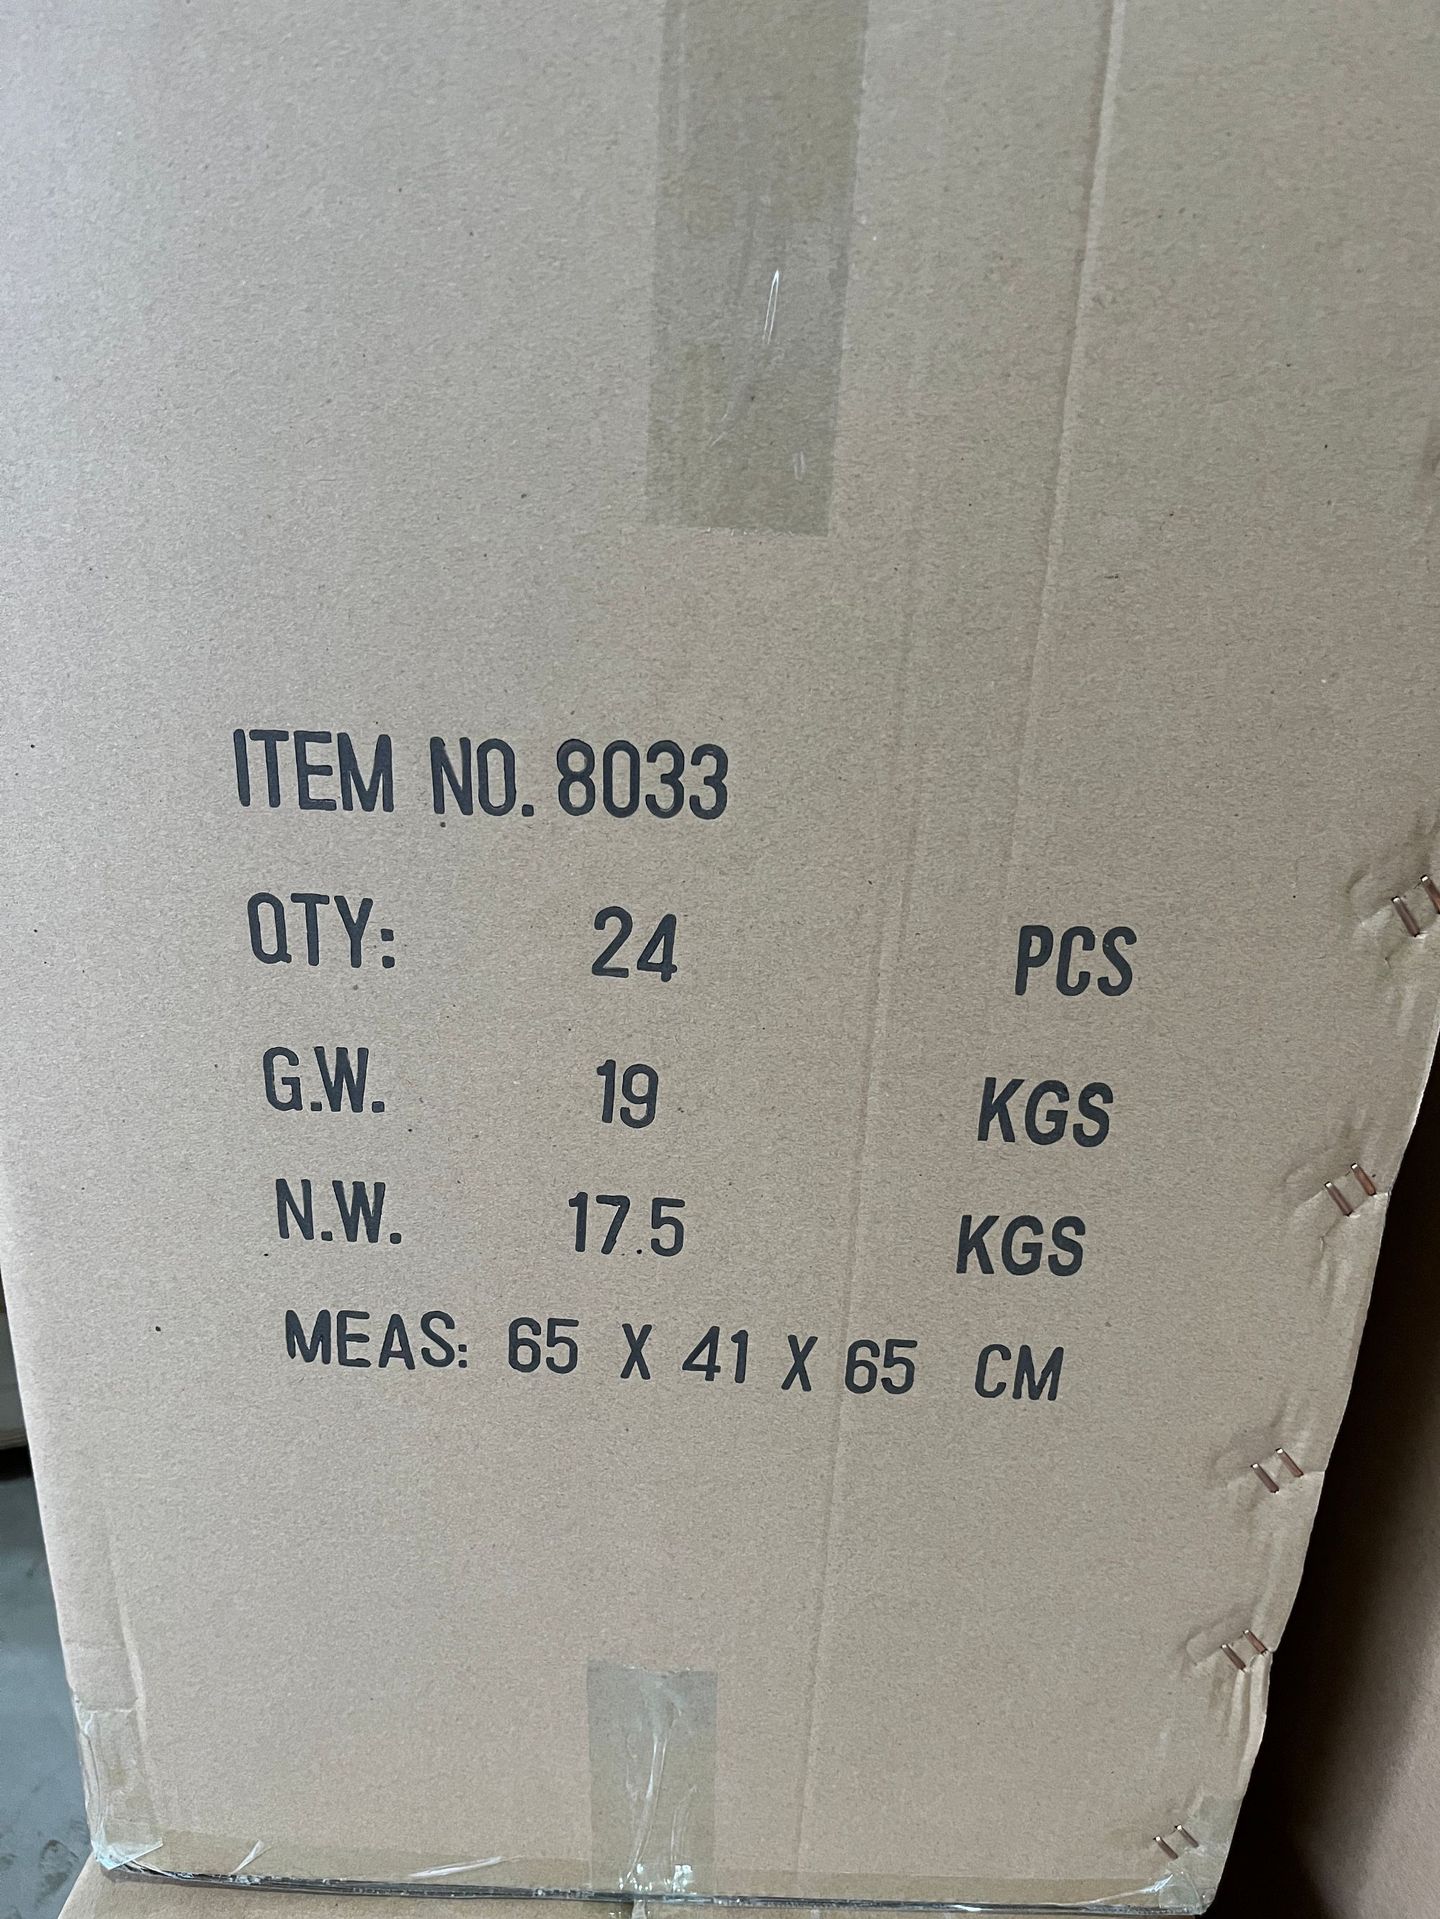 ITEM NO. 8033
QTY: 24 PCS
G.W. 19 KGS
N.W. 17.5 KGS
MEAS: 65 X 41 X 65 CM